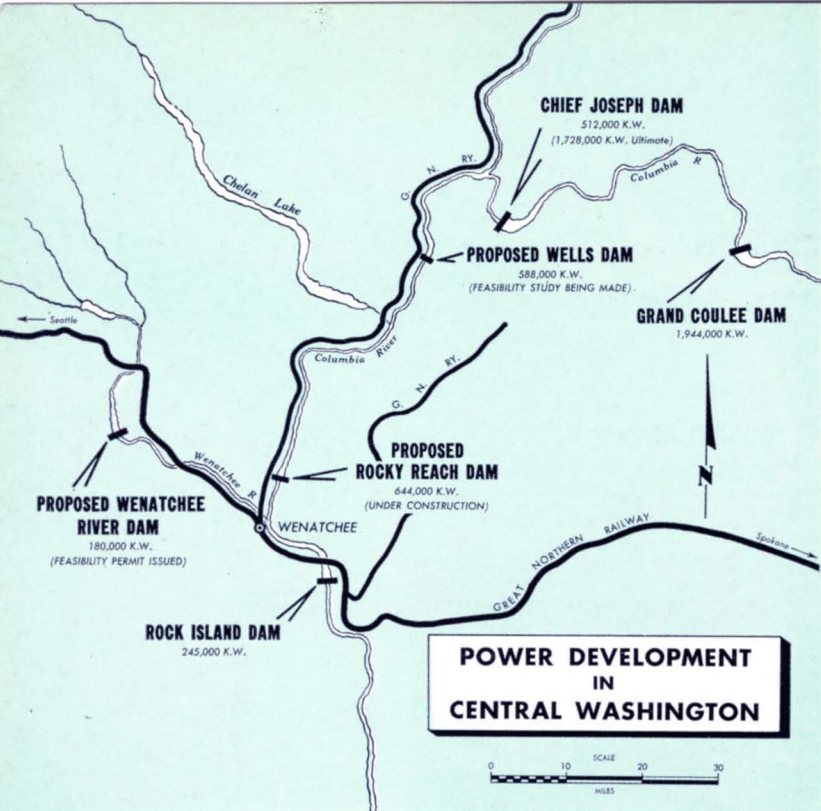 CHIEF JOSEPH DAM
512,000 K.W.
(1,728,000 K.W. Ultimate)
G. N. RY.
Columbia R
Chelan Lake
PROPOSED WELLS DAM
588,000 K.W.
(FEASIBILITY STUDY BEING MADE)
GRAND COULEE DAM
1,944,000 K.W.
Seattle
Columbia River
G. N. RY.
N
PROPOSED
ROCKY REACH DAM
644,000 K.W.
(UNDER CONSTRUCTION)
Wenatchee R
PROPOSED WENATCHEE
RIVER DAM
180,000 K.W.
(FEASIBILITY PERMIT ISSUED)
WENATCHEE
GREAT NORTHERN RAILWAY
Spokane
ROCK ISLAND DAM
245,000 K.W.
POWER DEVELOPMENT
IN
CENTRAL WASHINGTON
SCALE
0 10 20 30
MILES